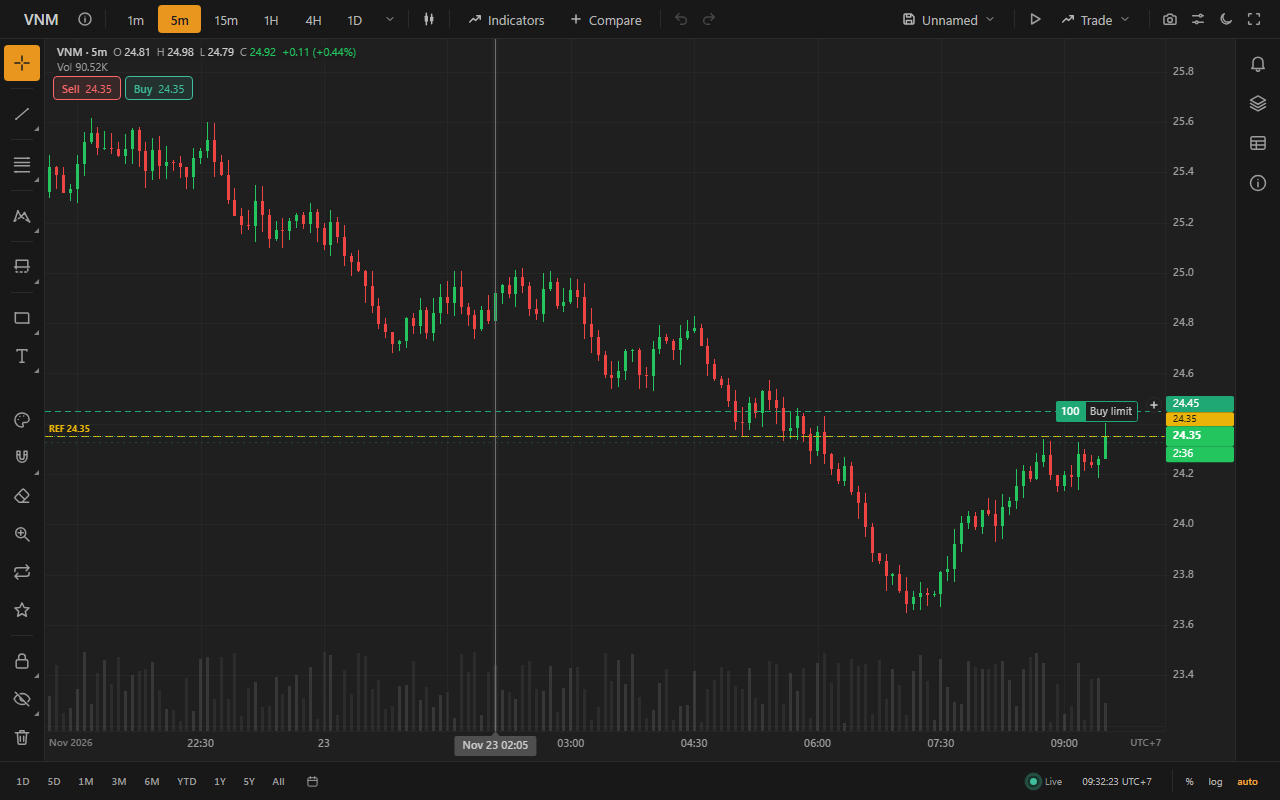 VNM 1m 5m 15m 1H 4H 1D Indicators Compare Unnamed Trade
VNM · 5m O 24.81 H 24.98 L 24.79 C 24.92 +0.11 (+0.44%)
Vol 90.52K
Sell 24.35 Buy 24.35
25.8
25.6
25.4
25.2
25.0
24.8
24.6
100 Buy limit
24.45
24.35
REF 24.35
24.35
2:36
24.2
24.0
23.8
23.6
23.4
Nov 2026 22:30 23 Nov 23 02:05 03:00 04:30 06:00 07:30 09:00 UTC+7
1D 5D 1M 3M 6M YTD 1Y 5Y All Live 09:32:23 UTC+7 % log auto